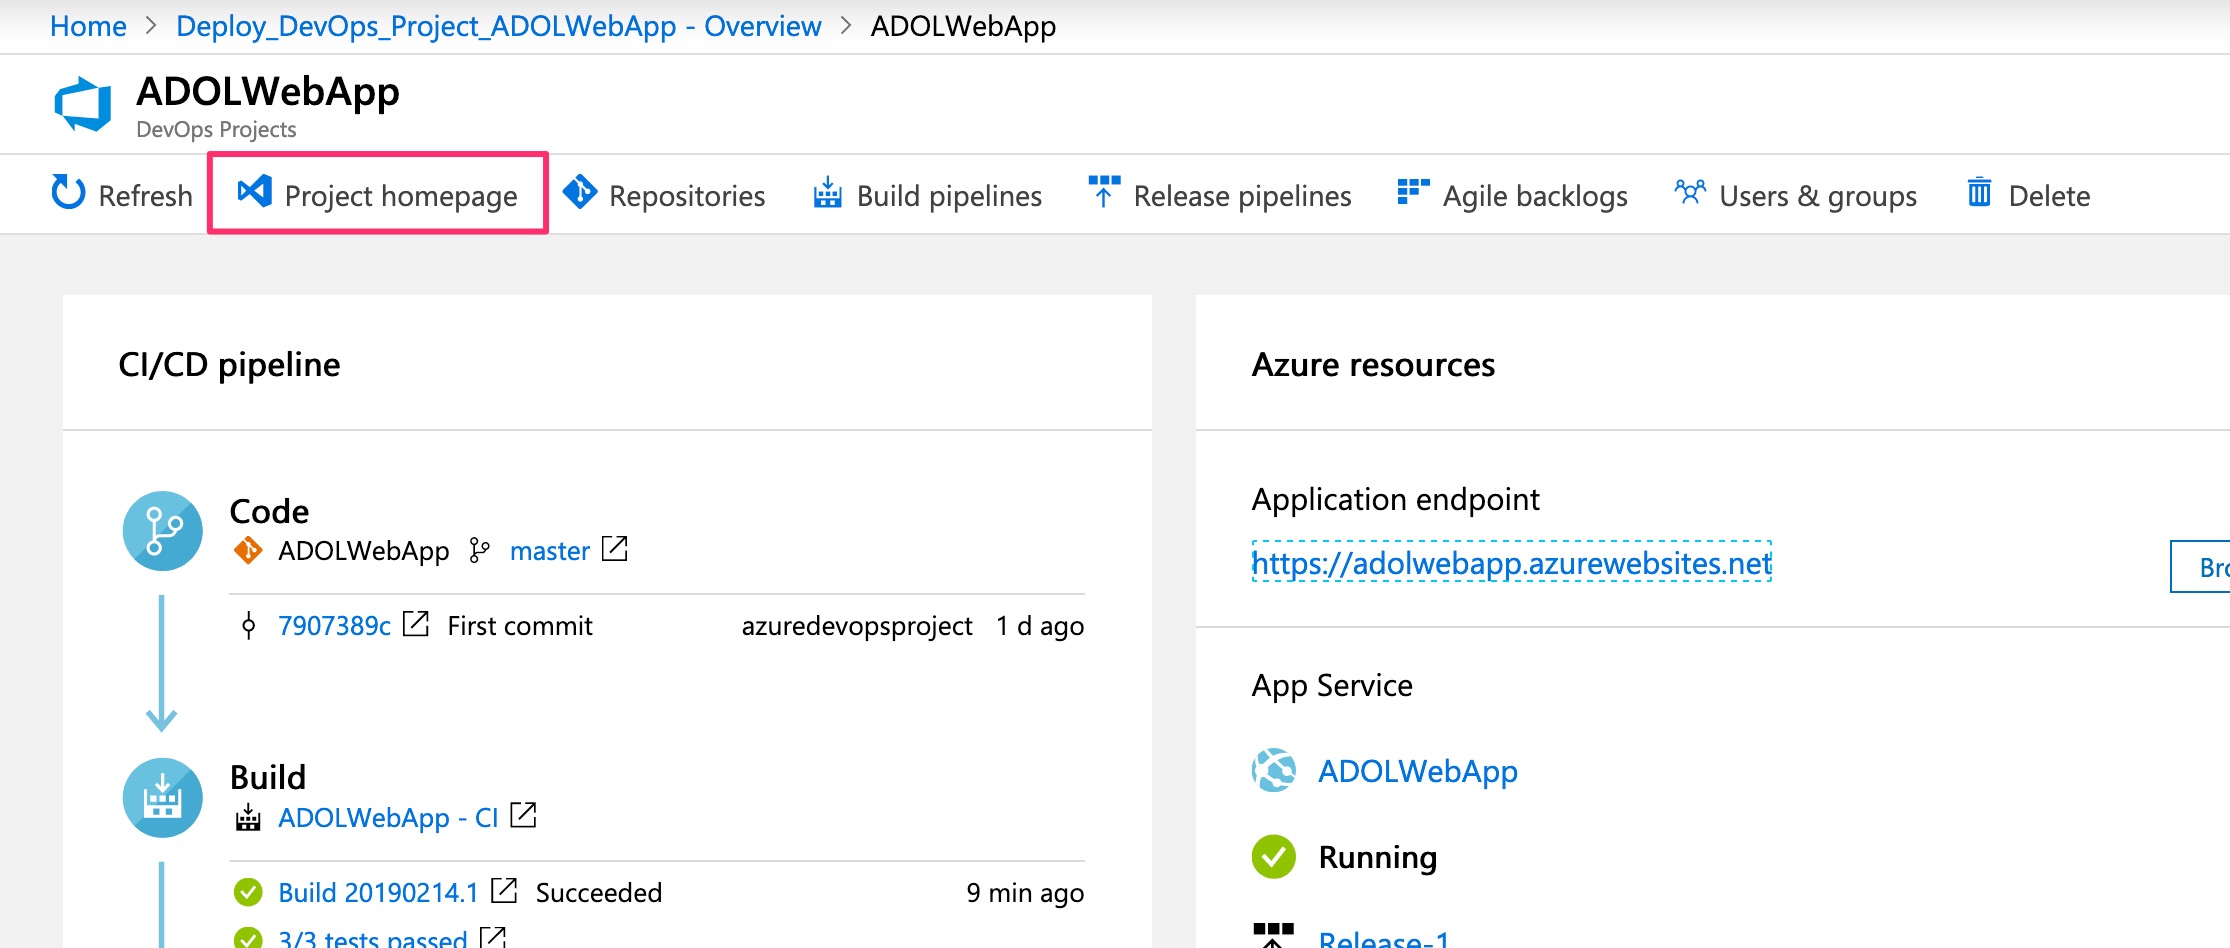 Home > Deploy_DevOps_Project_ADOLWebApp - Overview > ADOLWebApp
ADOLWebApp
DevOps Projects
Refresh Project homepage Repositories Build pipelines Release pipelines Agile backlogs Users & groups Delete
CI/CD pipeline
Code
ADOLWebApp master
7907389c First commit azuredevopsproject 1 d ago
Build
ADOLWebApp - CI
Build 20190214.1 Succeeded 9 min ago
3/3 tests passed
Azure resources
Application endpoint
https://adolwebapp.azurewebsites.net
App Service
ADOLWebApp
Running
Release-1